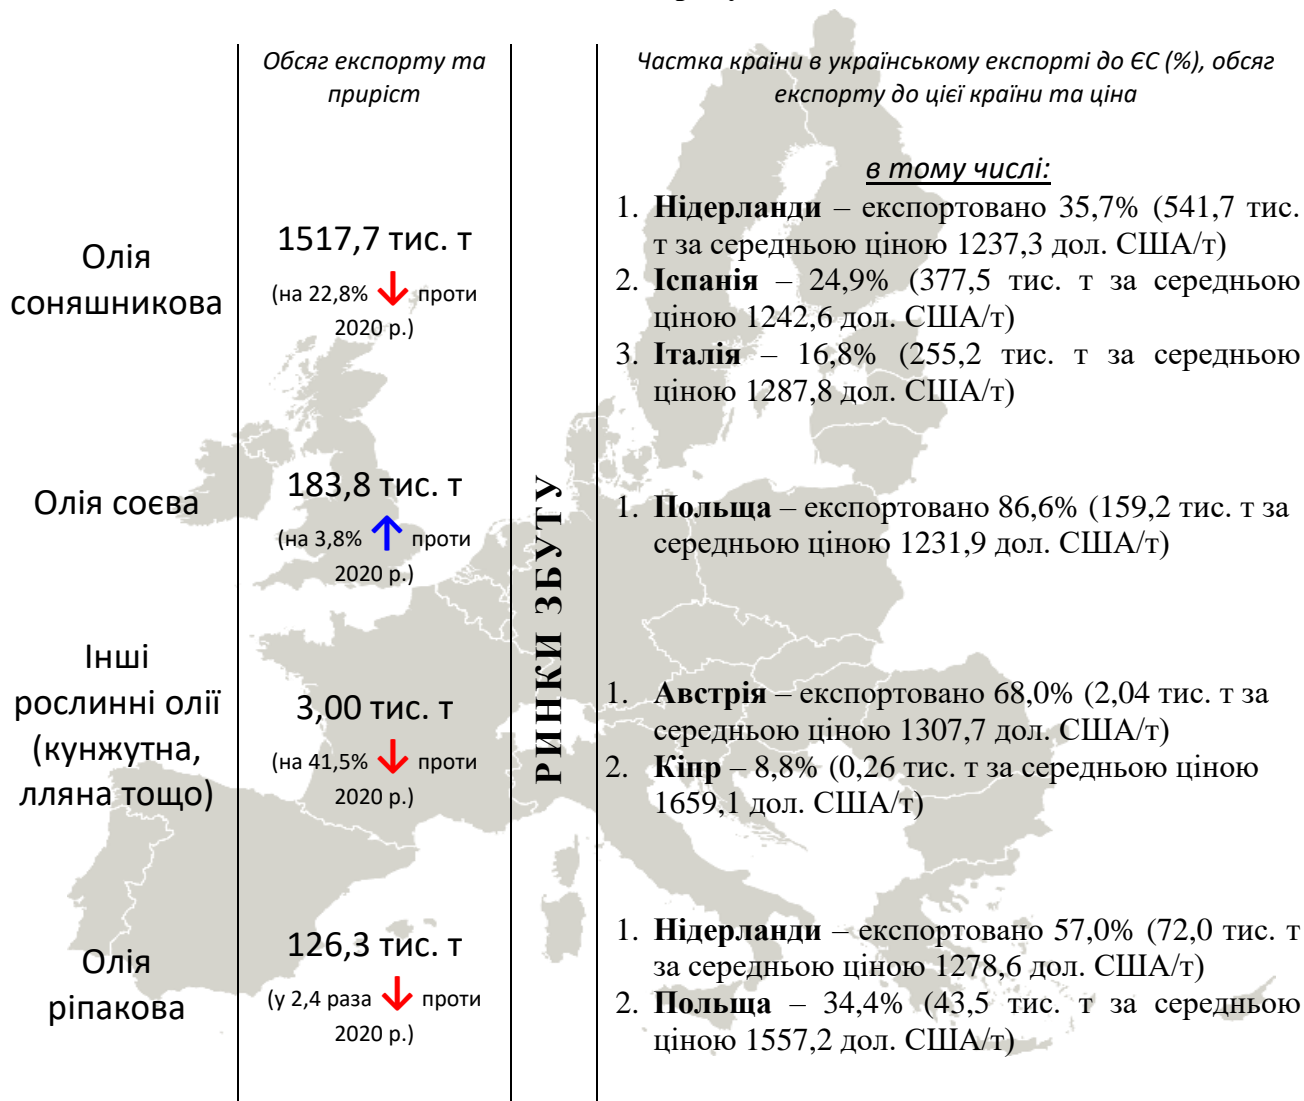 Обсяг експорту та
приріст
Частка країни в українському експорті до ЄС (%), обсяг
експорту до цієї країни та ціна
в тому числі:
Олія
соняшникова
1517,7 тис. т
(на 22,8% ↓ проти
2020 р.)
1. Нідерланди – експортовано 35,7% (541,7 тис.
т за середньою ціною 1237,3 дол. США/т)
2. Іспанія – 24,9% (377,5 тис. т за середньою
ціною 1242,6 дол. США/т)
3. Італія – 16,8% (255,2 тис. т за середньою
ціною 1287,8 дол. США/т)
РИНКИ ЗБУТУ
Олія соєва
183,8 тис. т
(на 3,8% ↑ проти
2020 р.)
1. Польща – експортовано 86,6% (159,2 тис. т за
середньою ціною 1231,9 дол. США/т)
Інші
рослинні олії
(кунжутна,
лляна тощо)
3,00 тис. т
(на 41,5% ↓ проти
2020 р.)
1. Австрія – експортовано 68,0% (2,04 тис. т за
середньою ціною 1307,7 дол. США/т)
2. Кіпр – 8,8% (0,26 тис. т за середньою ціною
1659,1 дол. США/т)
Олія
ріпакова
126,3 тис. т
(у 2,4 раза ↓ проти
2020 р.)
1. Нідерланди – експортовано 57,0% (72,0 тис. т
за середньою ціною 1278,6 дол. США/т)
2. Польща – 34,4% (43,5 тис. т за середньою
ціною 1557,2 дол. США/т)